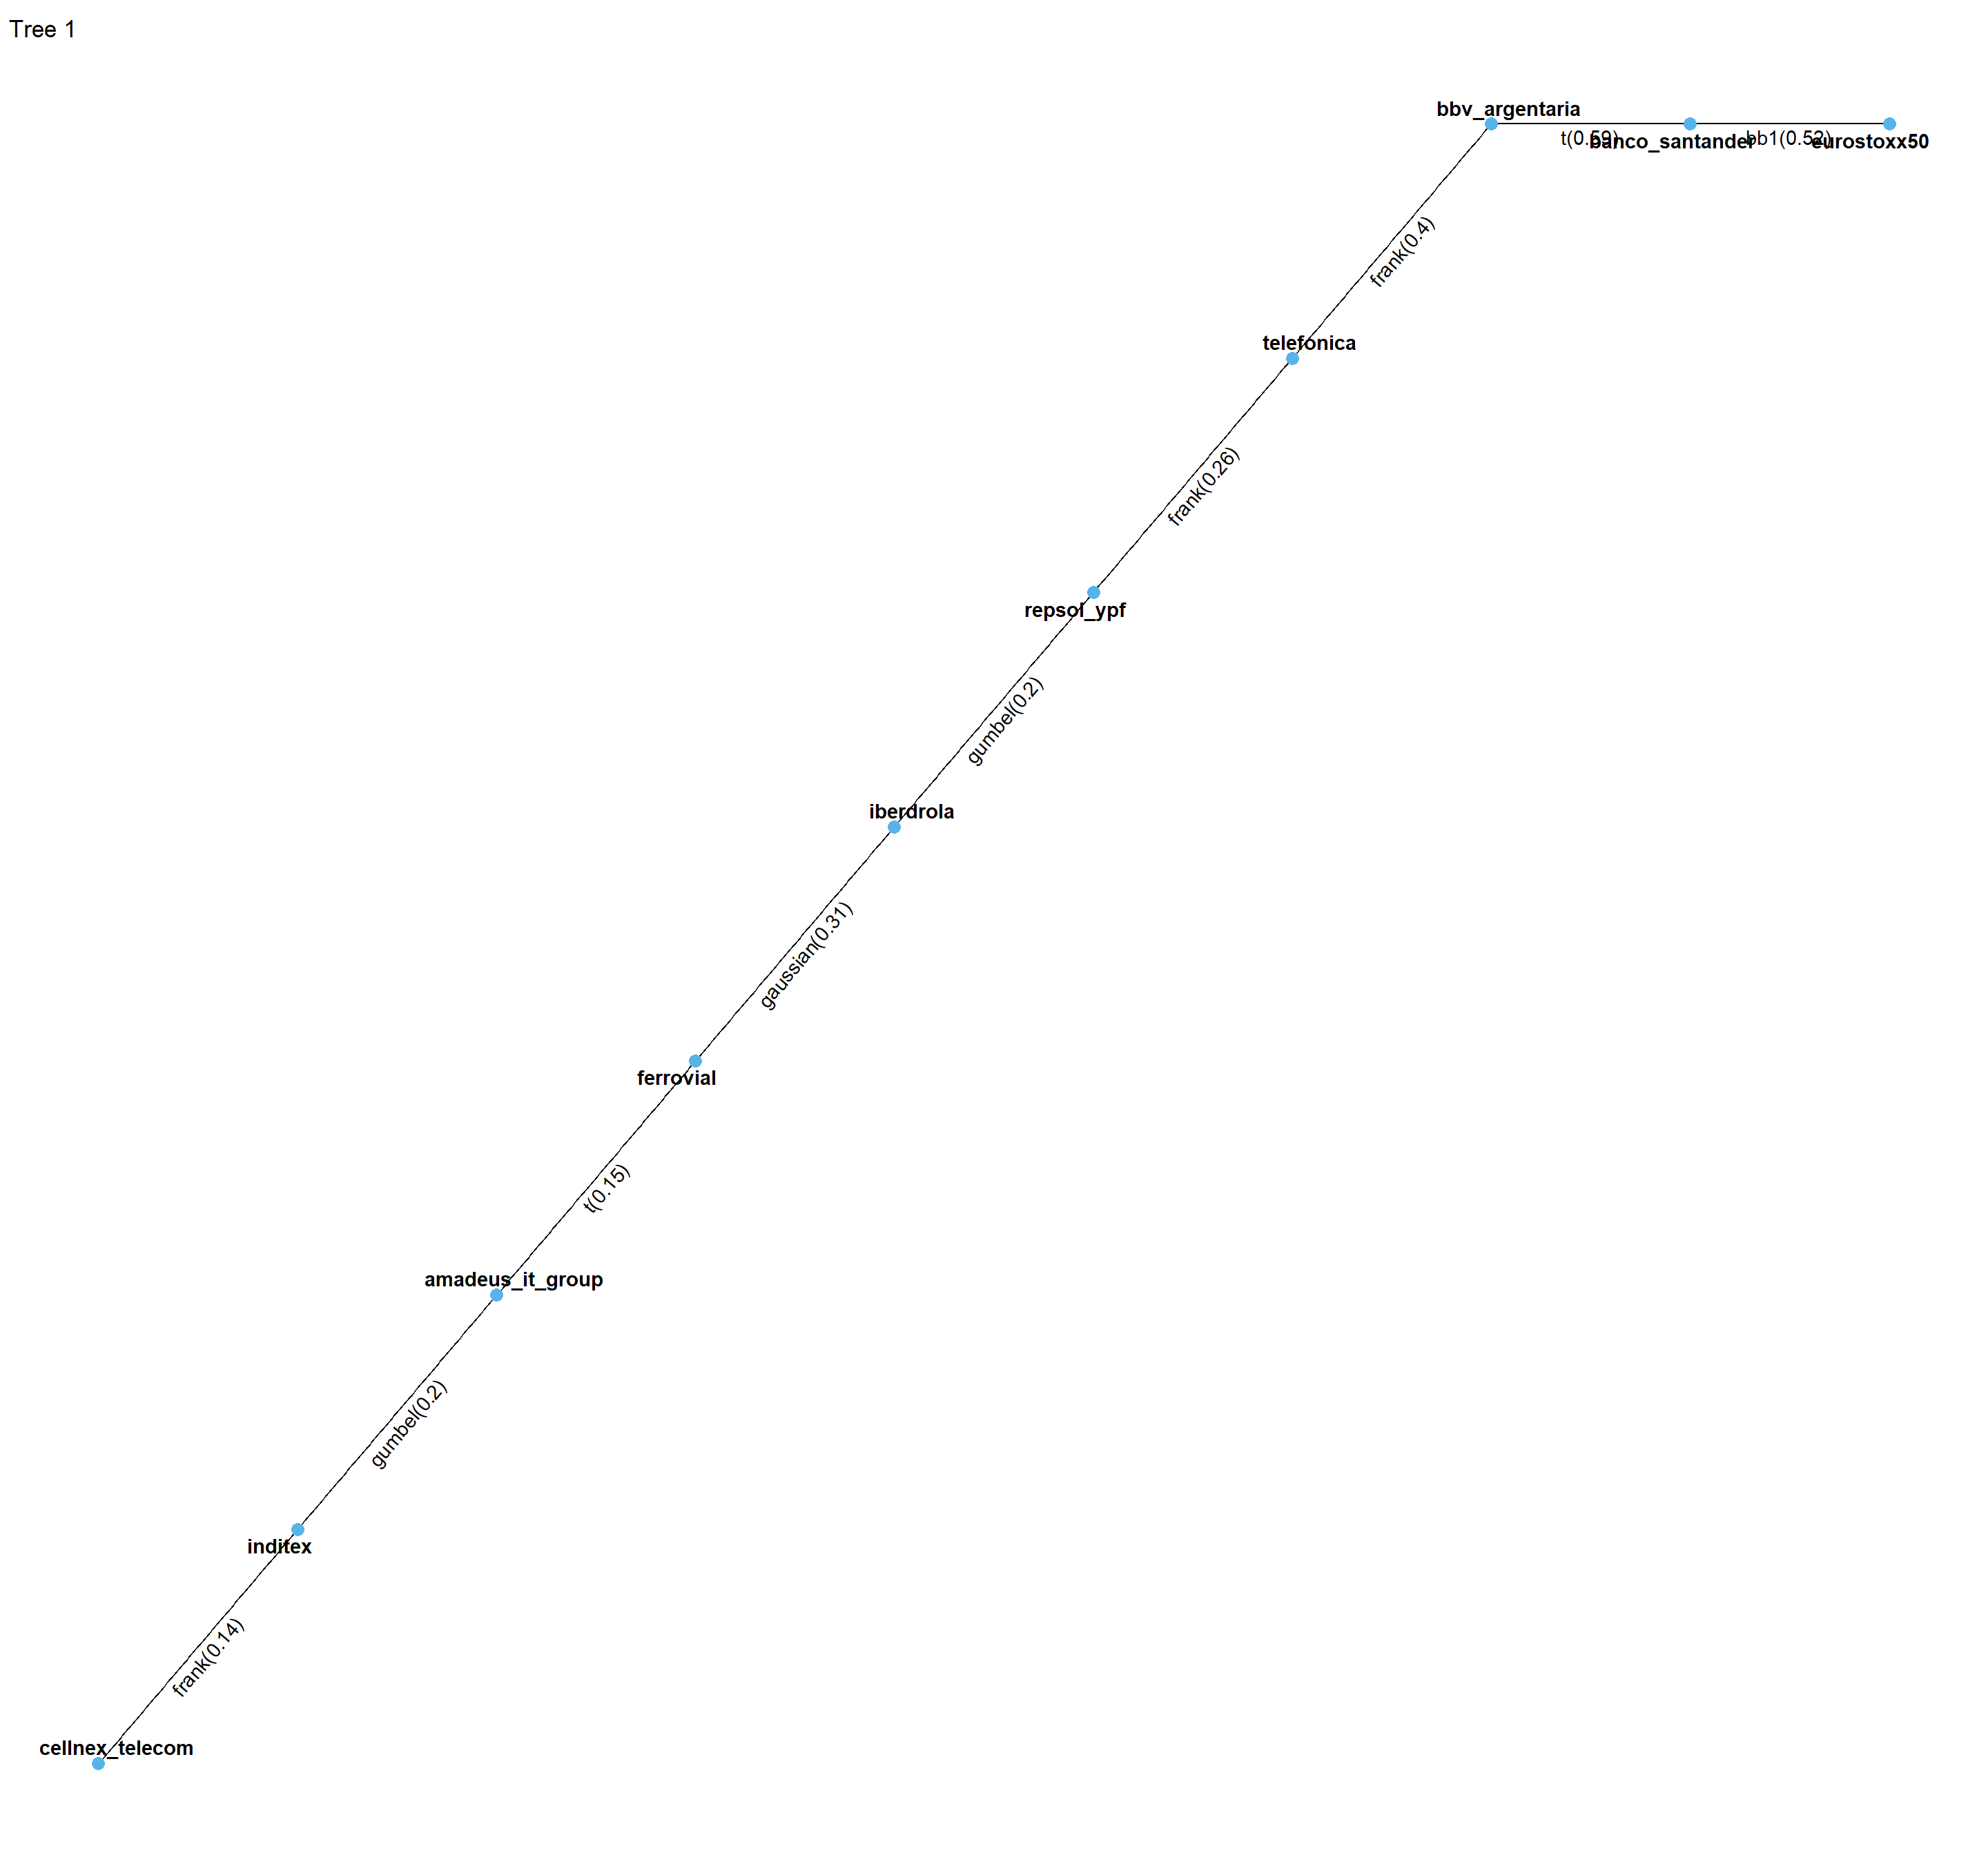 Tree 1
bbv_argentaria
t(0.59)
banco_santander
bb1(0.52)
eurostoxx50
frank(0.4)
telefonica
frank(0.26)
repsol_ypf
gumbel(0.2)
iberdrola
gaussian(0.31)
ferrovial
t(0.15)
amadeus_it_group
gumbel(0.2)
inditex
frank(0.14)
cellnex_telecom